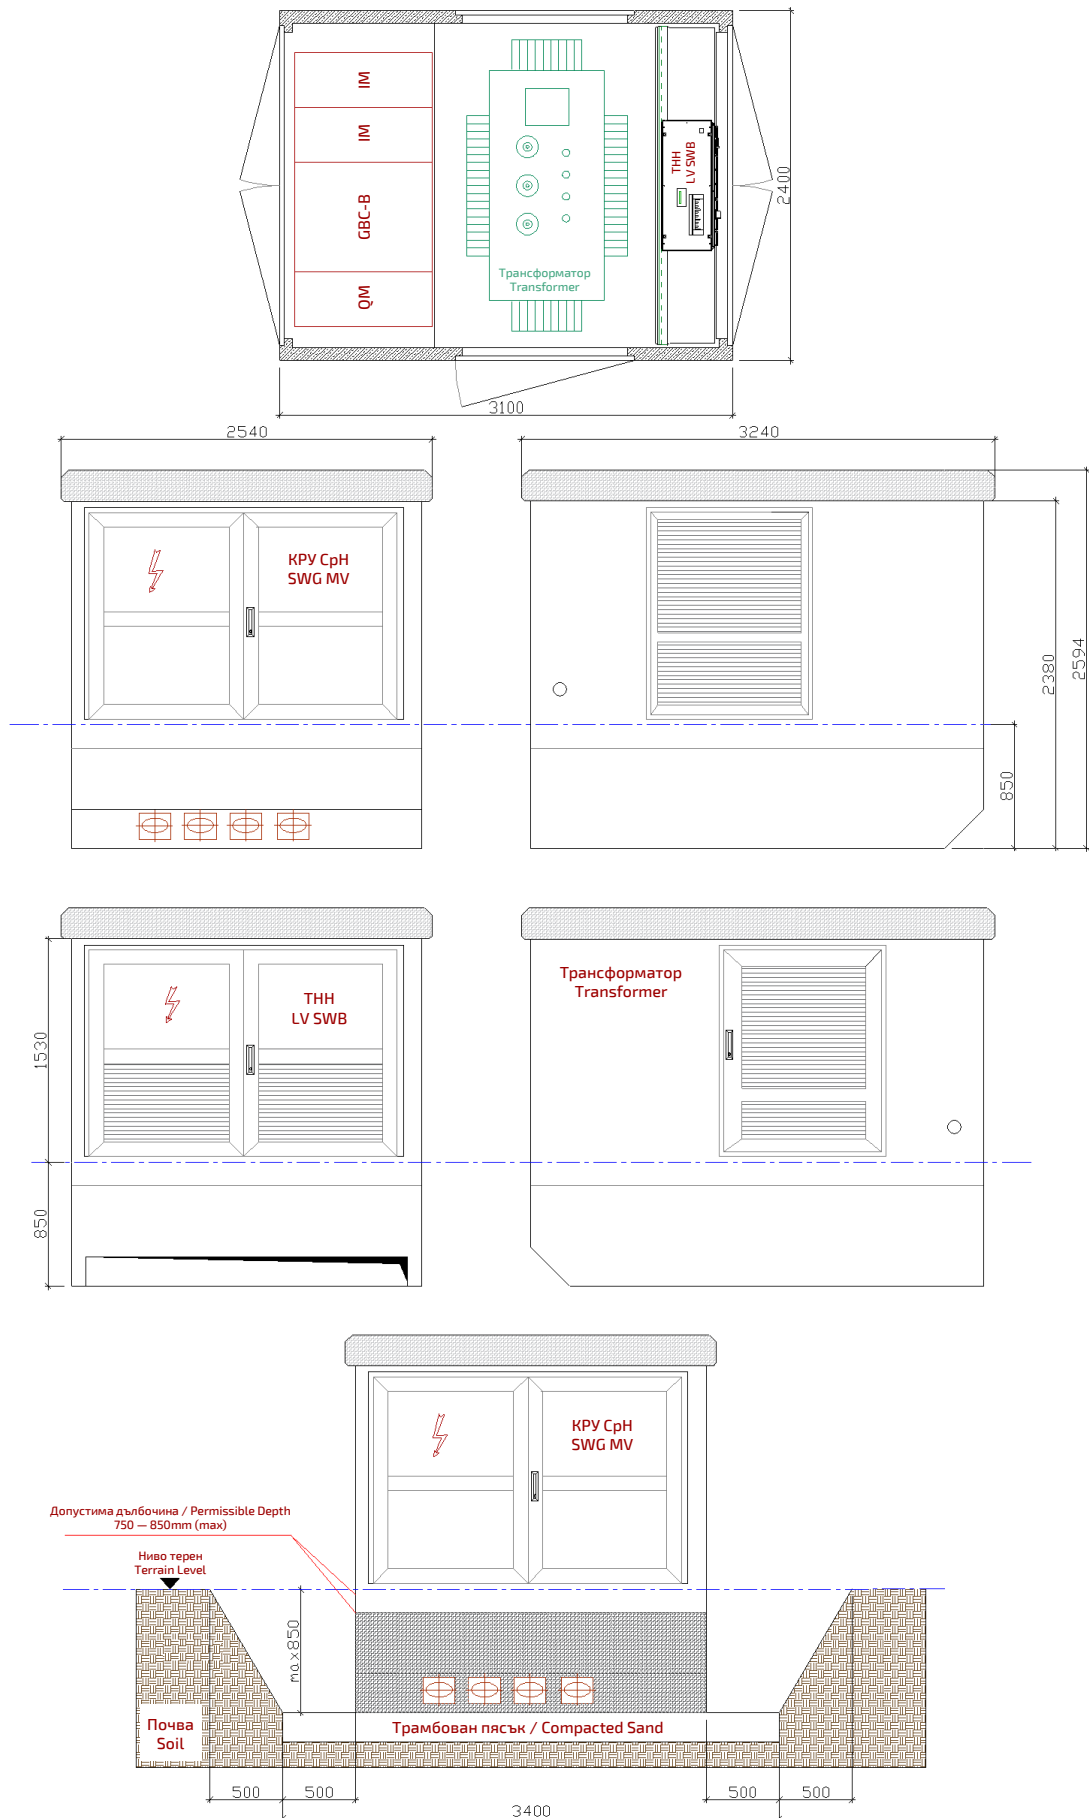 IM
IM
GBC-B
QM
Трансформатор
Transformer
ТНН
LV SWB
2400
3100
2540
3240
КРУ СрН
SWG MV
850
2380
2594
ТНН
LV SWB
1530
850
Трансформатор
Transformer
КРУ СрН
SWG MV
Допустима дълбочина / Permissible Depth
750 — 850mm (max)
Ниво терен
Terrain Level
max850
Почва
Soil
Трамбован пясък / Compacted Sand
500
500
500
500
3400